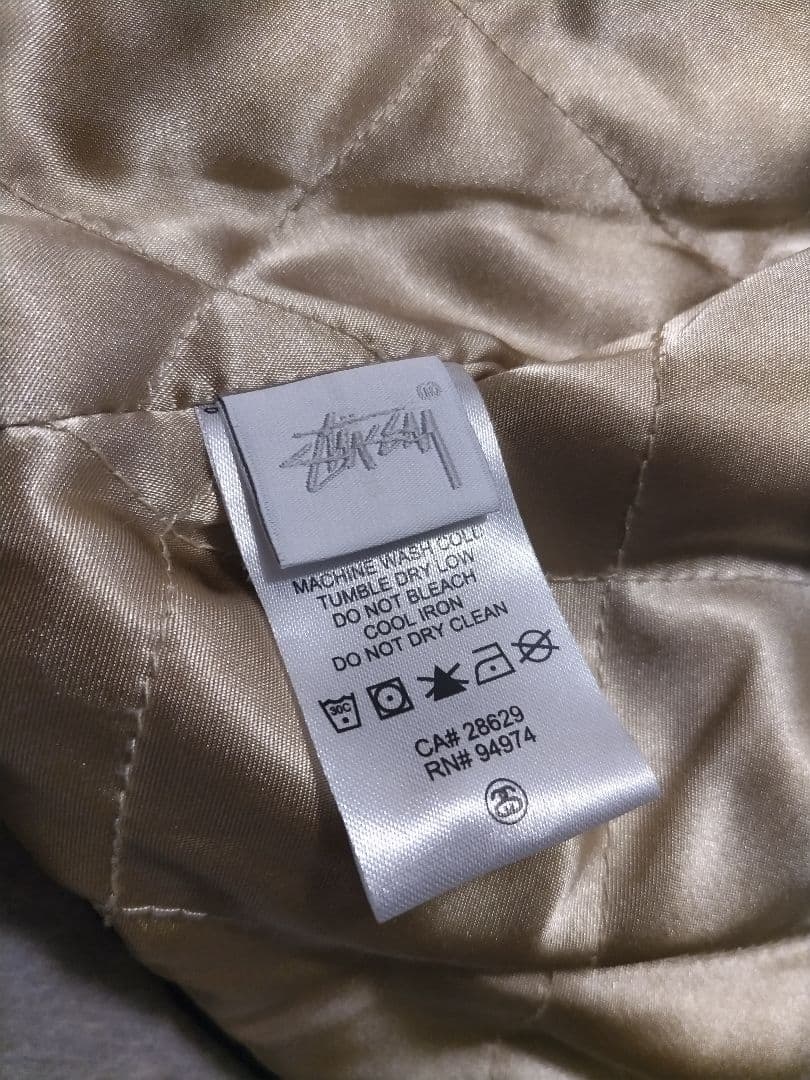 STÜSSY
®
MACHINE WASH COLD
TUMBLE DRY LOW
DO NOT BLEACH
COOL IRON
DO NOT DRY CLEAN
30C
CA# 28629
RN# 94974